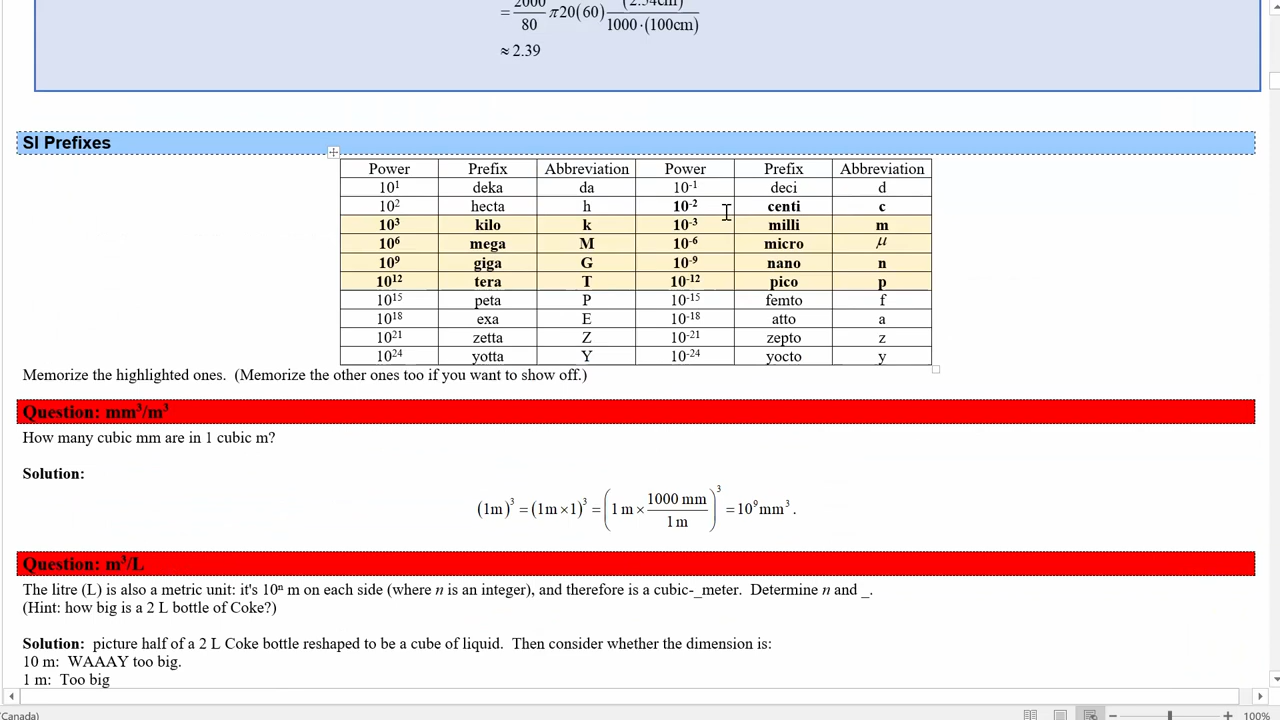 = 2000/80 π20(60) (2.54cm)/1000·(100cm)
≈ 2.39
SI Prefixes
Power Prefix Abbreviation Power Prefix Abbreviation
10¹ deka da 10⁻¹ deci d
10² hecta h 10⁻² centi c
10³ kilo k 10⁻³ milli m
10⁶ mega M 10⁻⁶ micro μ
10⁹ giga G 10⁻⁹ nano n
10¹² tera T 10⁻¹² pico p
10¹⁵ peta P 10⁻¹⁵ femto f
10¹⁸ exa E 10⁻¹⁸ atto a
10²¹ zetta Z 10⁻²¹ zepto z
10²⁴ yotta Y 10⁻²⁴ yocto y
Memorize the highlighted ones. (Memorize the other ones too if you want to show off.)
Question: mm³/m³
How many cubic mm are in 1 cubic m?
Solution:
(1m)³ = (1m×1)³ = (1 m × 1000 mm/1 m)³ = 10⁹mm³.
Question: m³/L
The litre (L) is also a metric unit: it's 10ⁿ m on each side (where n is an integer), and therefore is a cubic-_meter. Determine n and _.
(Hint: how big is a 2 L bottle of Coke?)
Solution: picture half of a 2 L Coke bottle reshaped to be a cube of liquid. Then consider whether the dimension is:
10 m: WAAAY too big.
1 m: Too big
/Canada) 100%